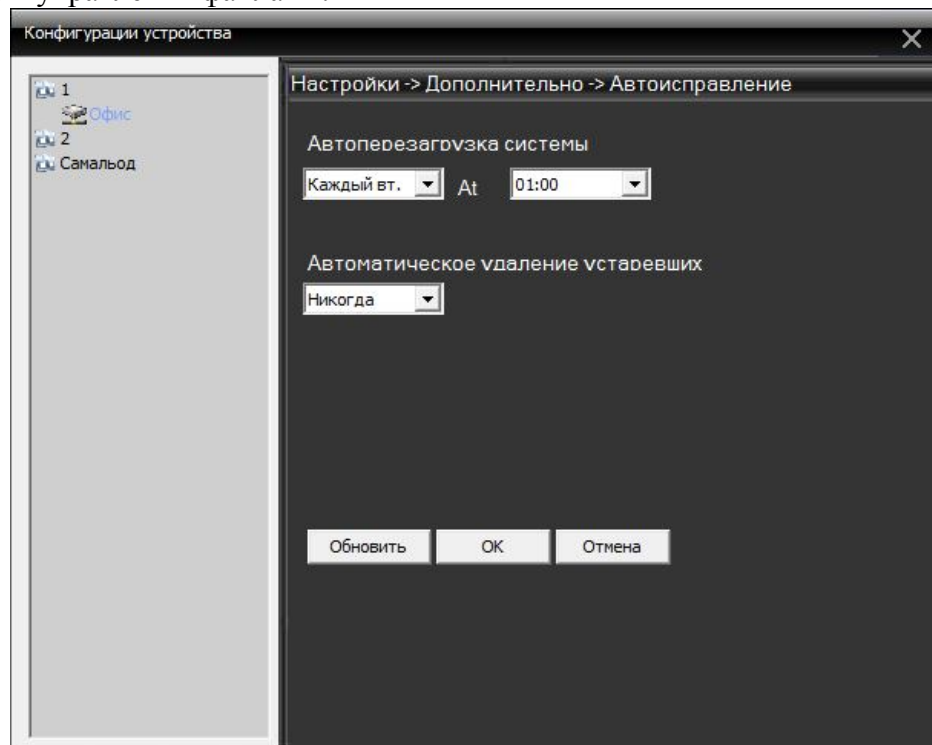 Конфигурации устройства
1
Офис
2
Самальод
Настройки -> Дополнительно -> Автоисправление
Автоперезагрузка системы
Каждый вт. At 01:00
Автоматическое удаление устаревших
Никогда
Обновить OK Отмена